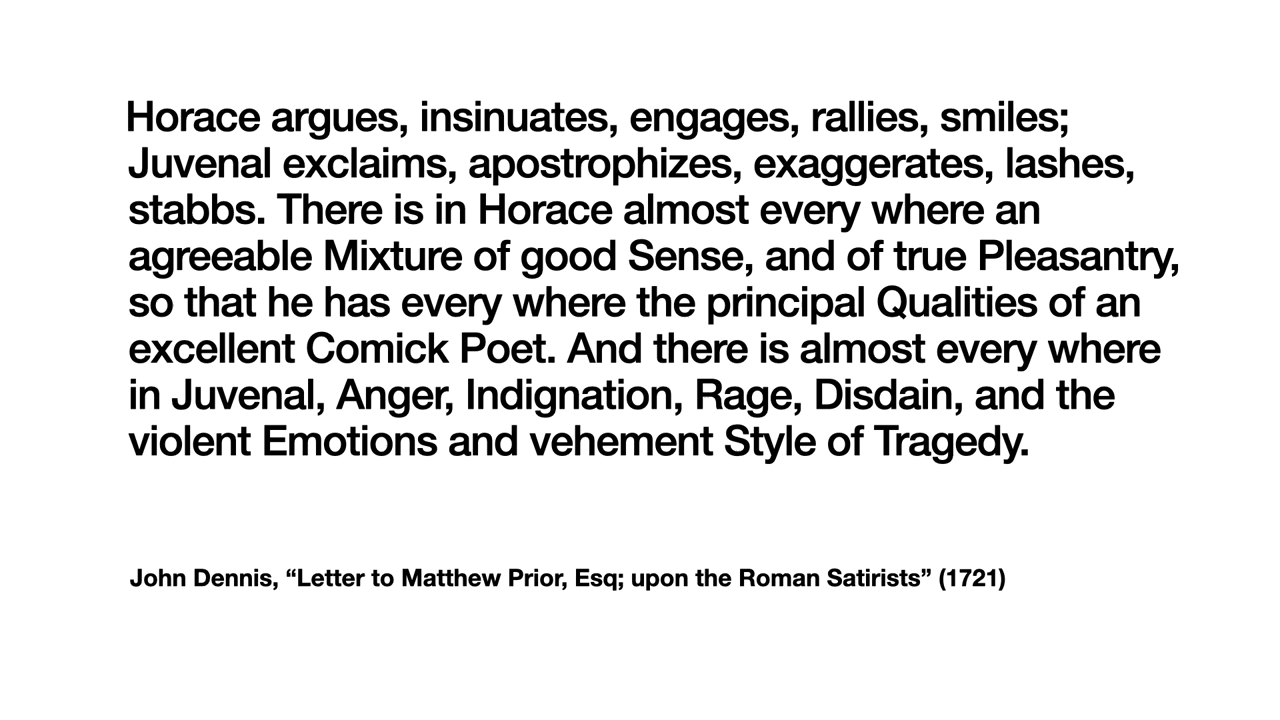 Horace argues, insinuates, engages, rallies, smiles;
Juvenal exclaims, apostrophizes, exaggerates, lashes,
stabbs. There is in Horace almost every where an
agreeable Mixture of good Sense, and of true Pleasantry,
so that he has every where the principal Qualities of an
excellent Comick Poet. And there is almost every where
in Juvenal, Anger, Indignation, Rage, Disdain, and the
violent Emotions and vehement Style of Tragedy.
John Dennis, “Letter to Matthew Prior, Esq; upon the Roman Satirists” (1721)